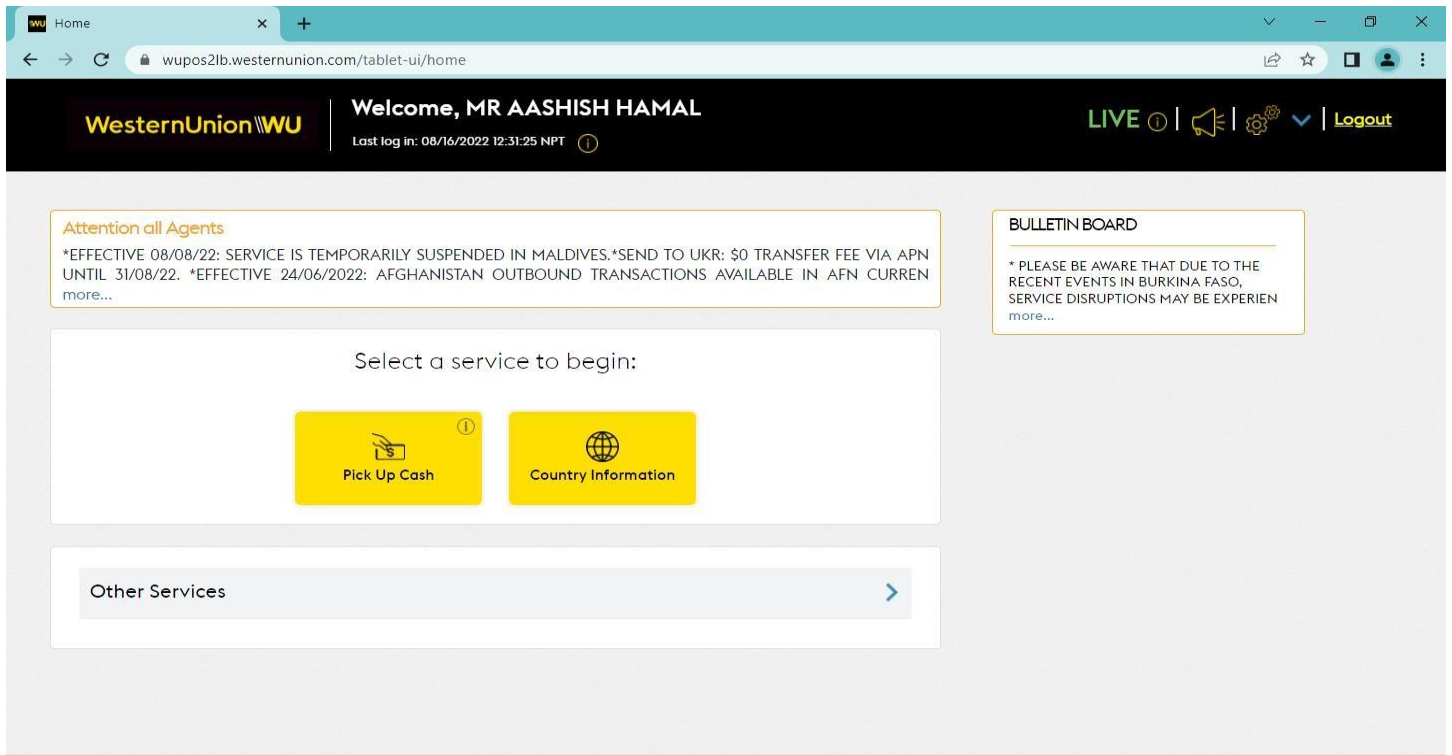 WU Home
wupos2lb.westernunion.com/tablet-ui/home
WesternUnion WU
Welcome, MR AASHISH HAMAL
Last log in: 08/16/2022 12:31:25 NPT
LIVE
Logout
Attention all Agents
*EFFECTIVE 08/08/22: SERVICE IS TEMPORARILY SUSPENDED IN MALDIVES.*SEND TO UKR: $0 TRANSFER FEE VIA APN
UNTIL 31/08/22. *EFFECTIVE 24/06/2022: AFGHANISTAN OUTBOUND TRANSACTIONS AVAILABLE IN AFN CURREN
more...
BULLETIN BOARD
* PLEASE BE AWARE THAT DUE TO THE
RECENT EVENTS IN BURKINA FASO,
SERVICE DISRUPTIONS MAY BE EXPERIEN
more...
Select a service to begin:
Pick Up Cash
Country Information
Other Services